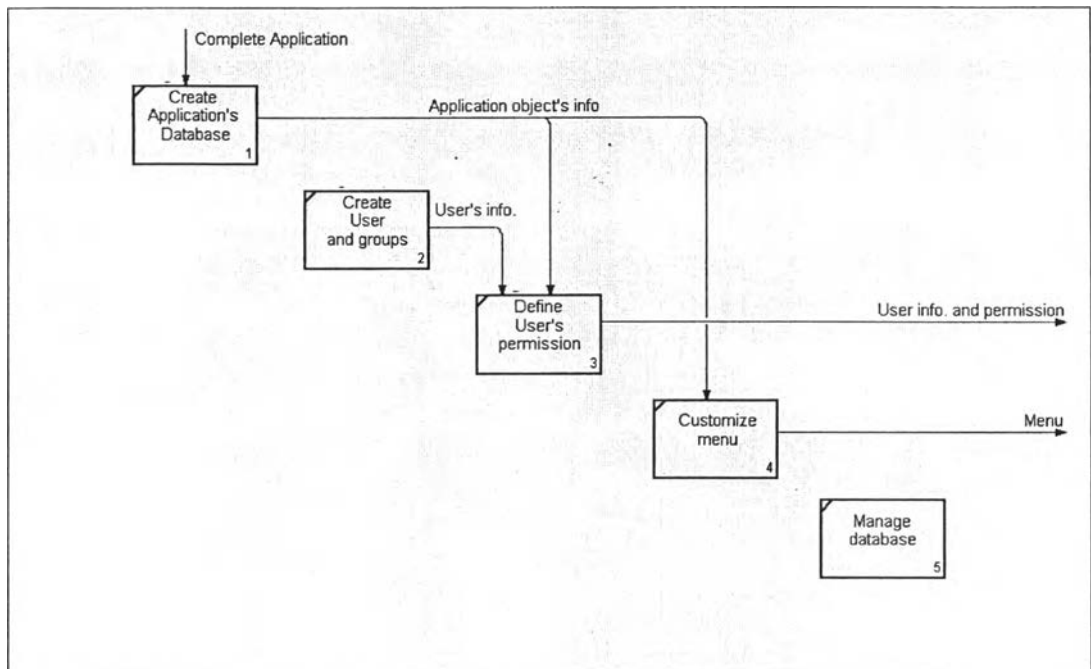 Complete Application
Create
Application's
Database
1
Application object's info
Create
User
and groups
2
User's info.
Define
User's
permission
3
User info. and permission
Customize
menu
4
Menu
Manage
database
5